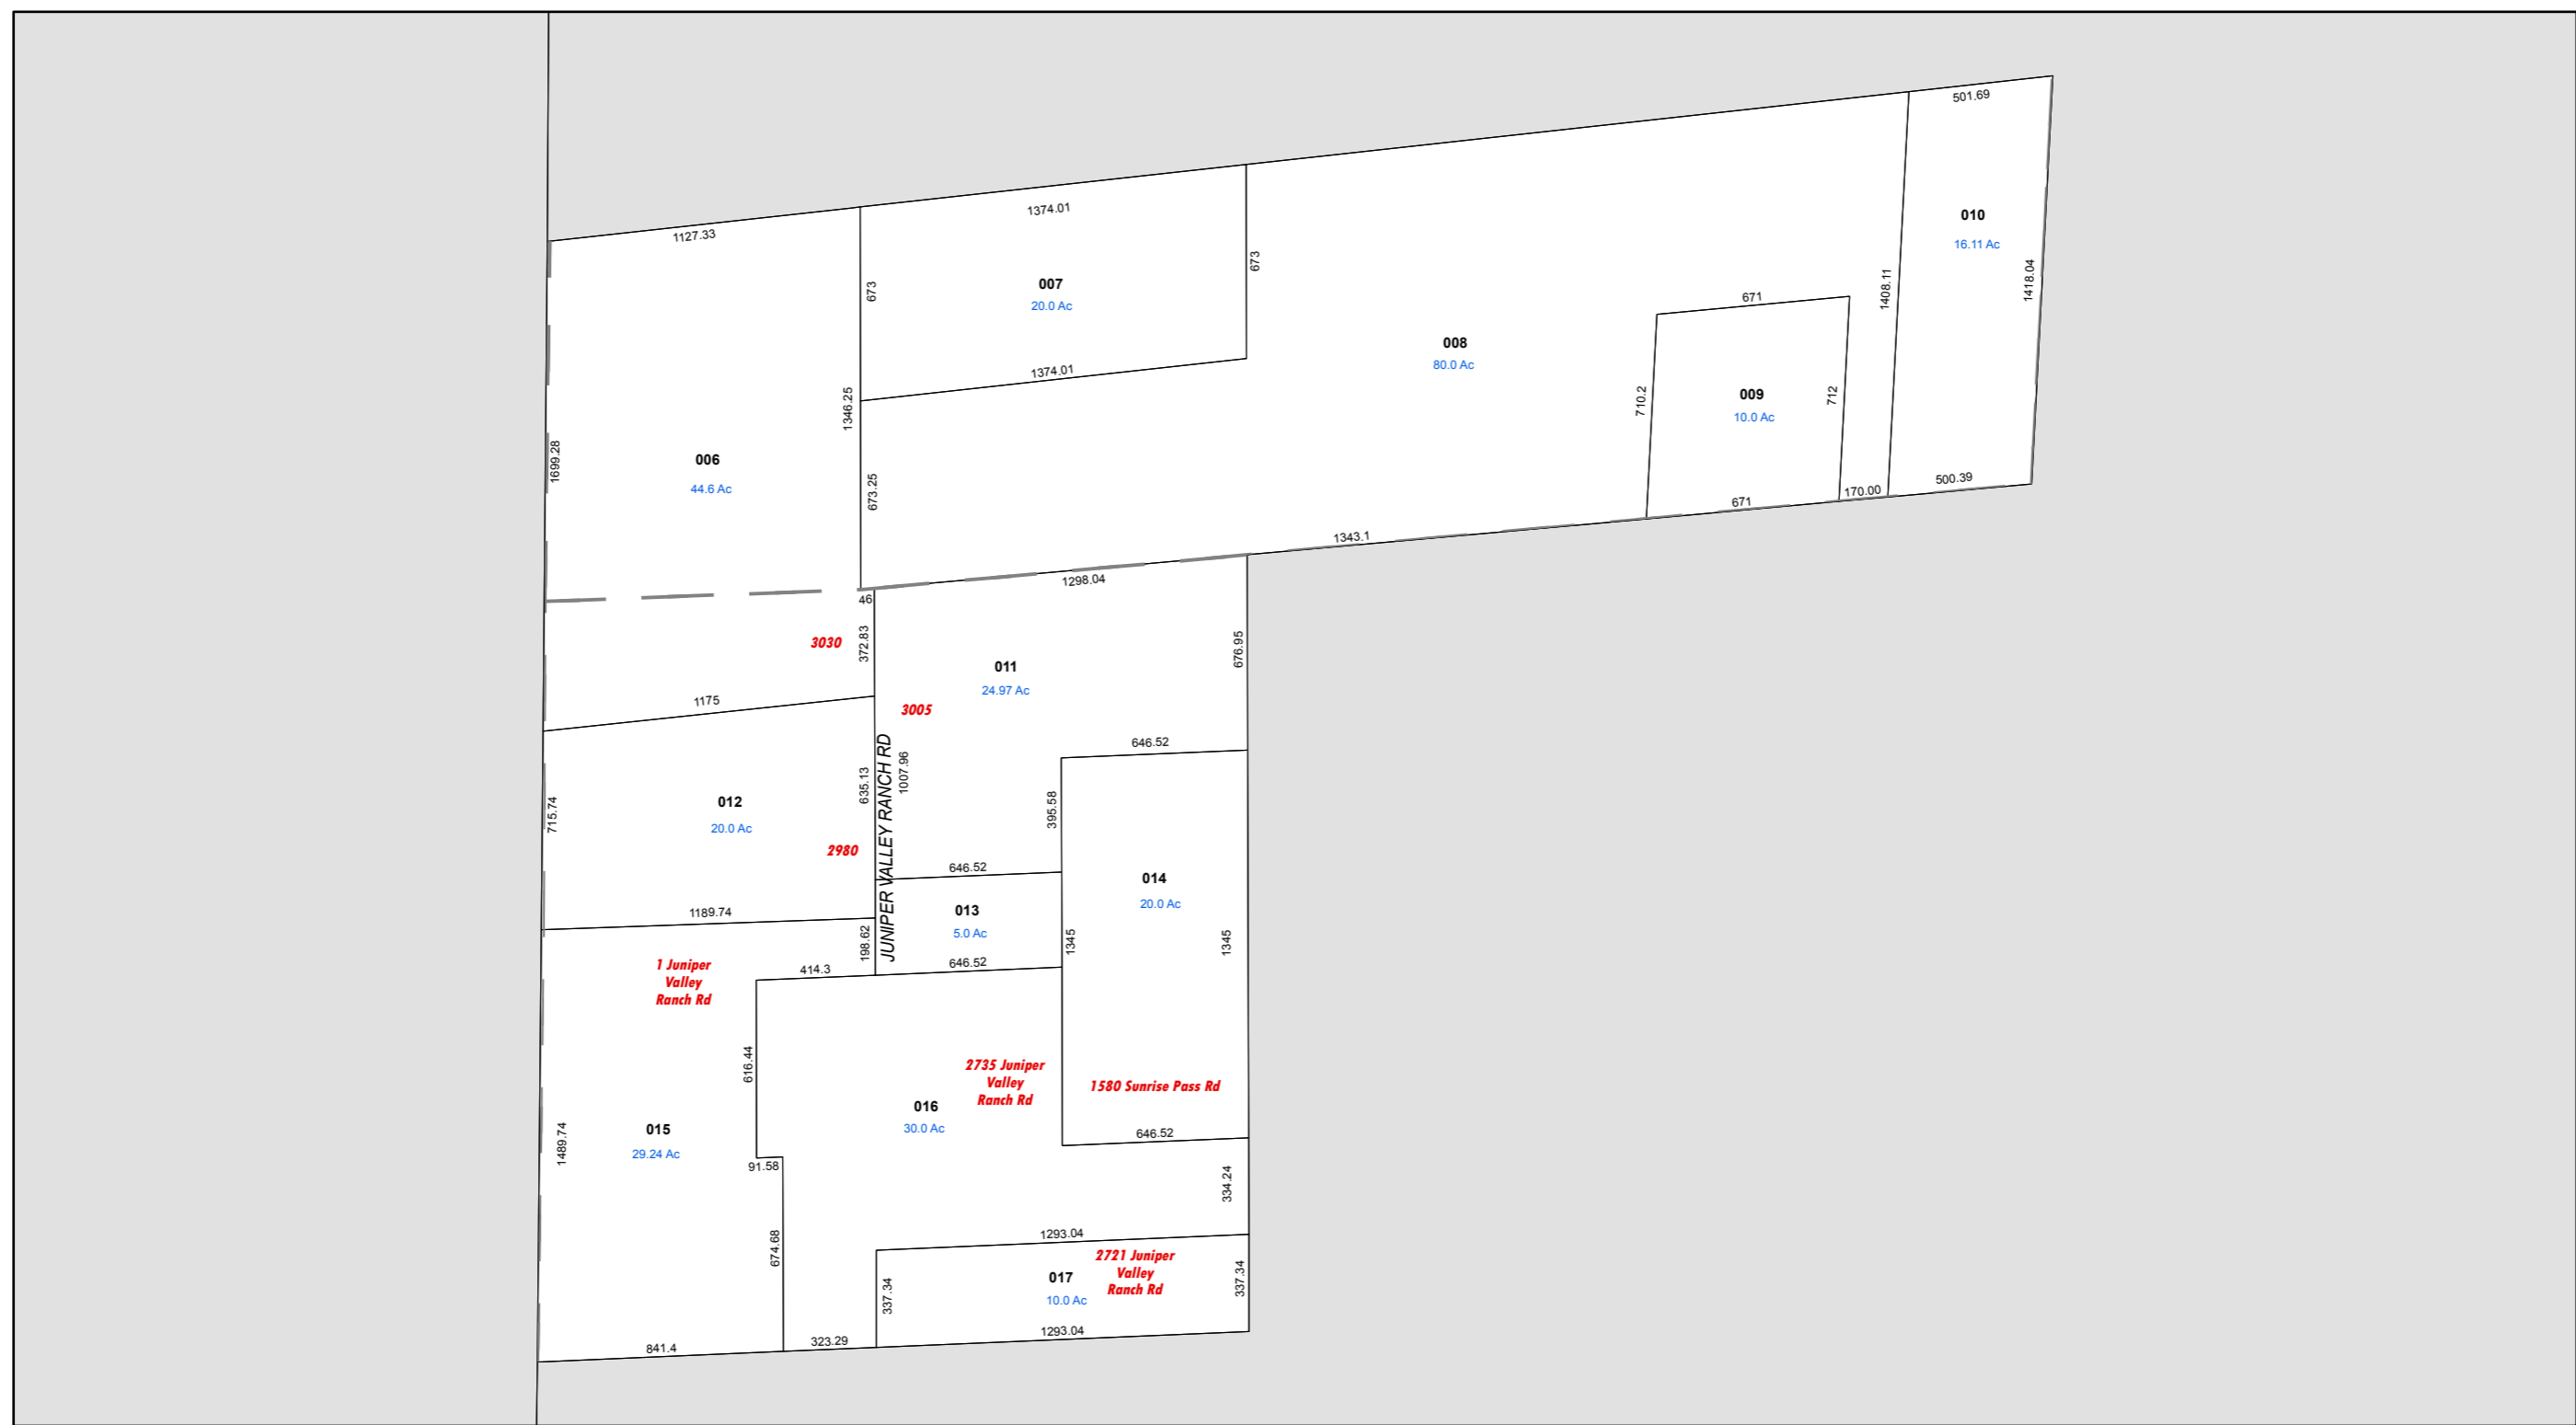 501.69
010
16.11 Ac
1408.11
1418.04
500.39
1127.33
1374.01
673
007
20.0 Ac
673
1374.01
1346.25
673.25
1699.28
006
44.6 Ac
008
80.0 Ac
671
710.2
009
10.0 Ac
712
671
170.00
1343.1
1298.04
46
3030
372.83
1175
011
24.97 Ac
676.95
3005
JUNIPER VALLEY RANCH RD
1007.96
635.13
646.52
395.58
715.74
012
20.0 Ac
2980
1189.74
646.52
013
5.0 Ac
198.62
646.52
014
20.0 Ac
1345
1345
1 Juniper
Valley
Ranch Rd
414.3
616.44
2735 Juniper
Valley
Ranch Rd
1580 Sunrise Pass Rd
016
30.0 Ac
015
29.24 Ac
1489.74
91.58
646.52
334.24
674.68
1293.04
2721 Juniper
Valley
Ranch Rd
017
10.0 Ac
337.34
337.34
841.4
323.29
1293.04